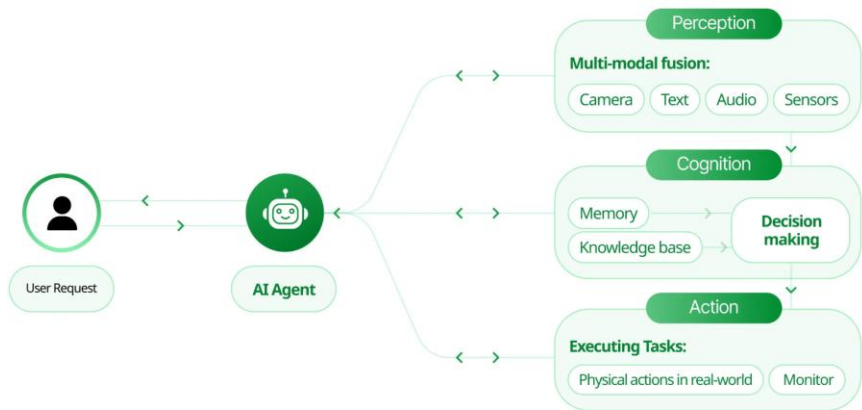 Perception
Multi-modal fusion:
Camera Text Audio Sensors
Cognition
Memory
Knowledge base
Decision
making
User Request
AI Agent
Action
Executing Tasks:
Physical actions in real-world Monitor